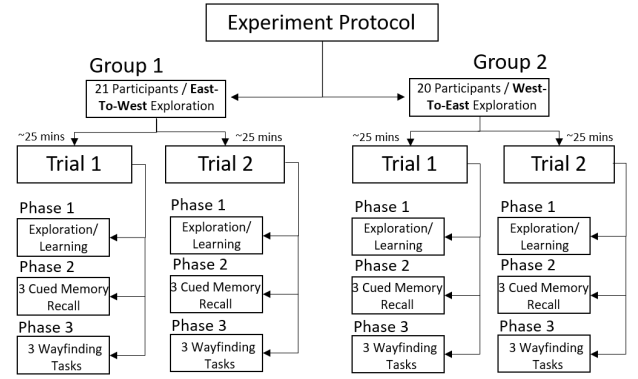 Experiment Protocol
Group 1
21 Participants / East-
To-West Exploration
~25 mins
~25 mins
Trial 1
Trial 2
Phase 1
Exploration/
Learning
Phase 2
3 Cued Memory
Recall
Phase 3
3 Wayfinding
Tasks
Phase 1
Exploration/
Learning
Phase 2
3 Cued Memory
Recall
Phase 3
3 Wayfinding
Tasks
Group 2
20 Participants / West-
To-East Exploration
~25 mins
~25 mins
Trial 1
Trial 2
Phase 1
Exploration/
Learning
Phase 2
3 Cued Memory
Recall
Phase 3
3 Wayfinding
Tasks
Phase 1
Exploration/
Learning
Phase 2
3 Cued Memory
Recall
Phase 3
3 Wayfinding
Tasks